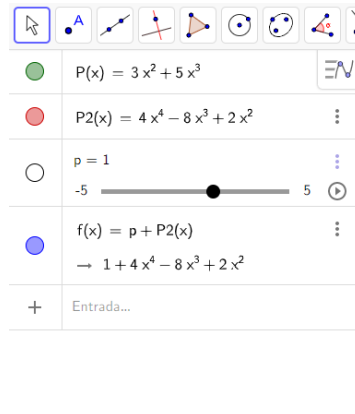 A
P(x) = 3 x² + 5 x³
P2(x) = 4 x⁴ − 8 x³ + 2 x²
p = 1
-5 5
f(x) = p + P2(x)
→ 1 + 4 x⁴ − 8 x³ + 2 x²
+ Entrada...